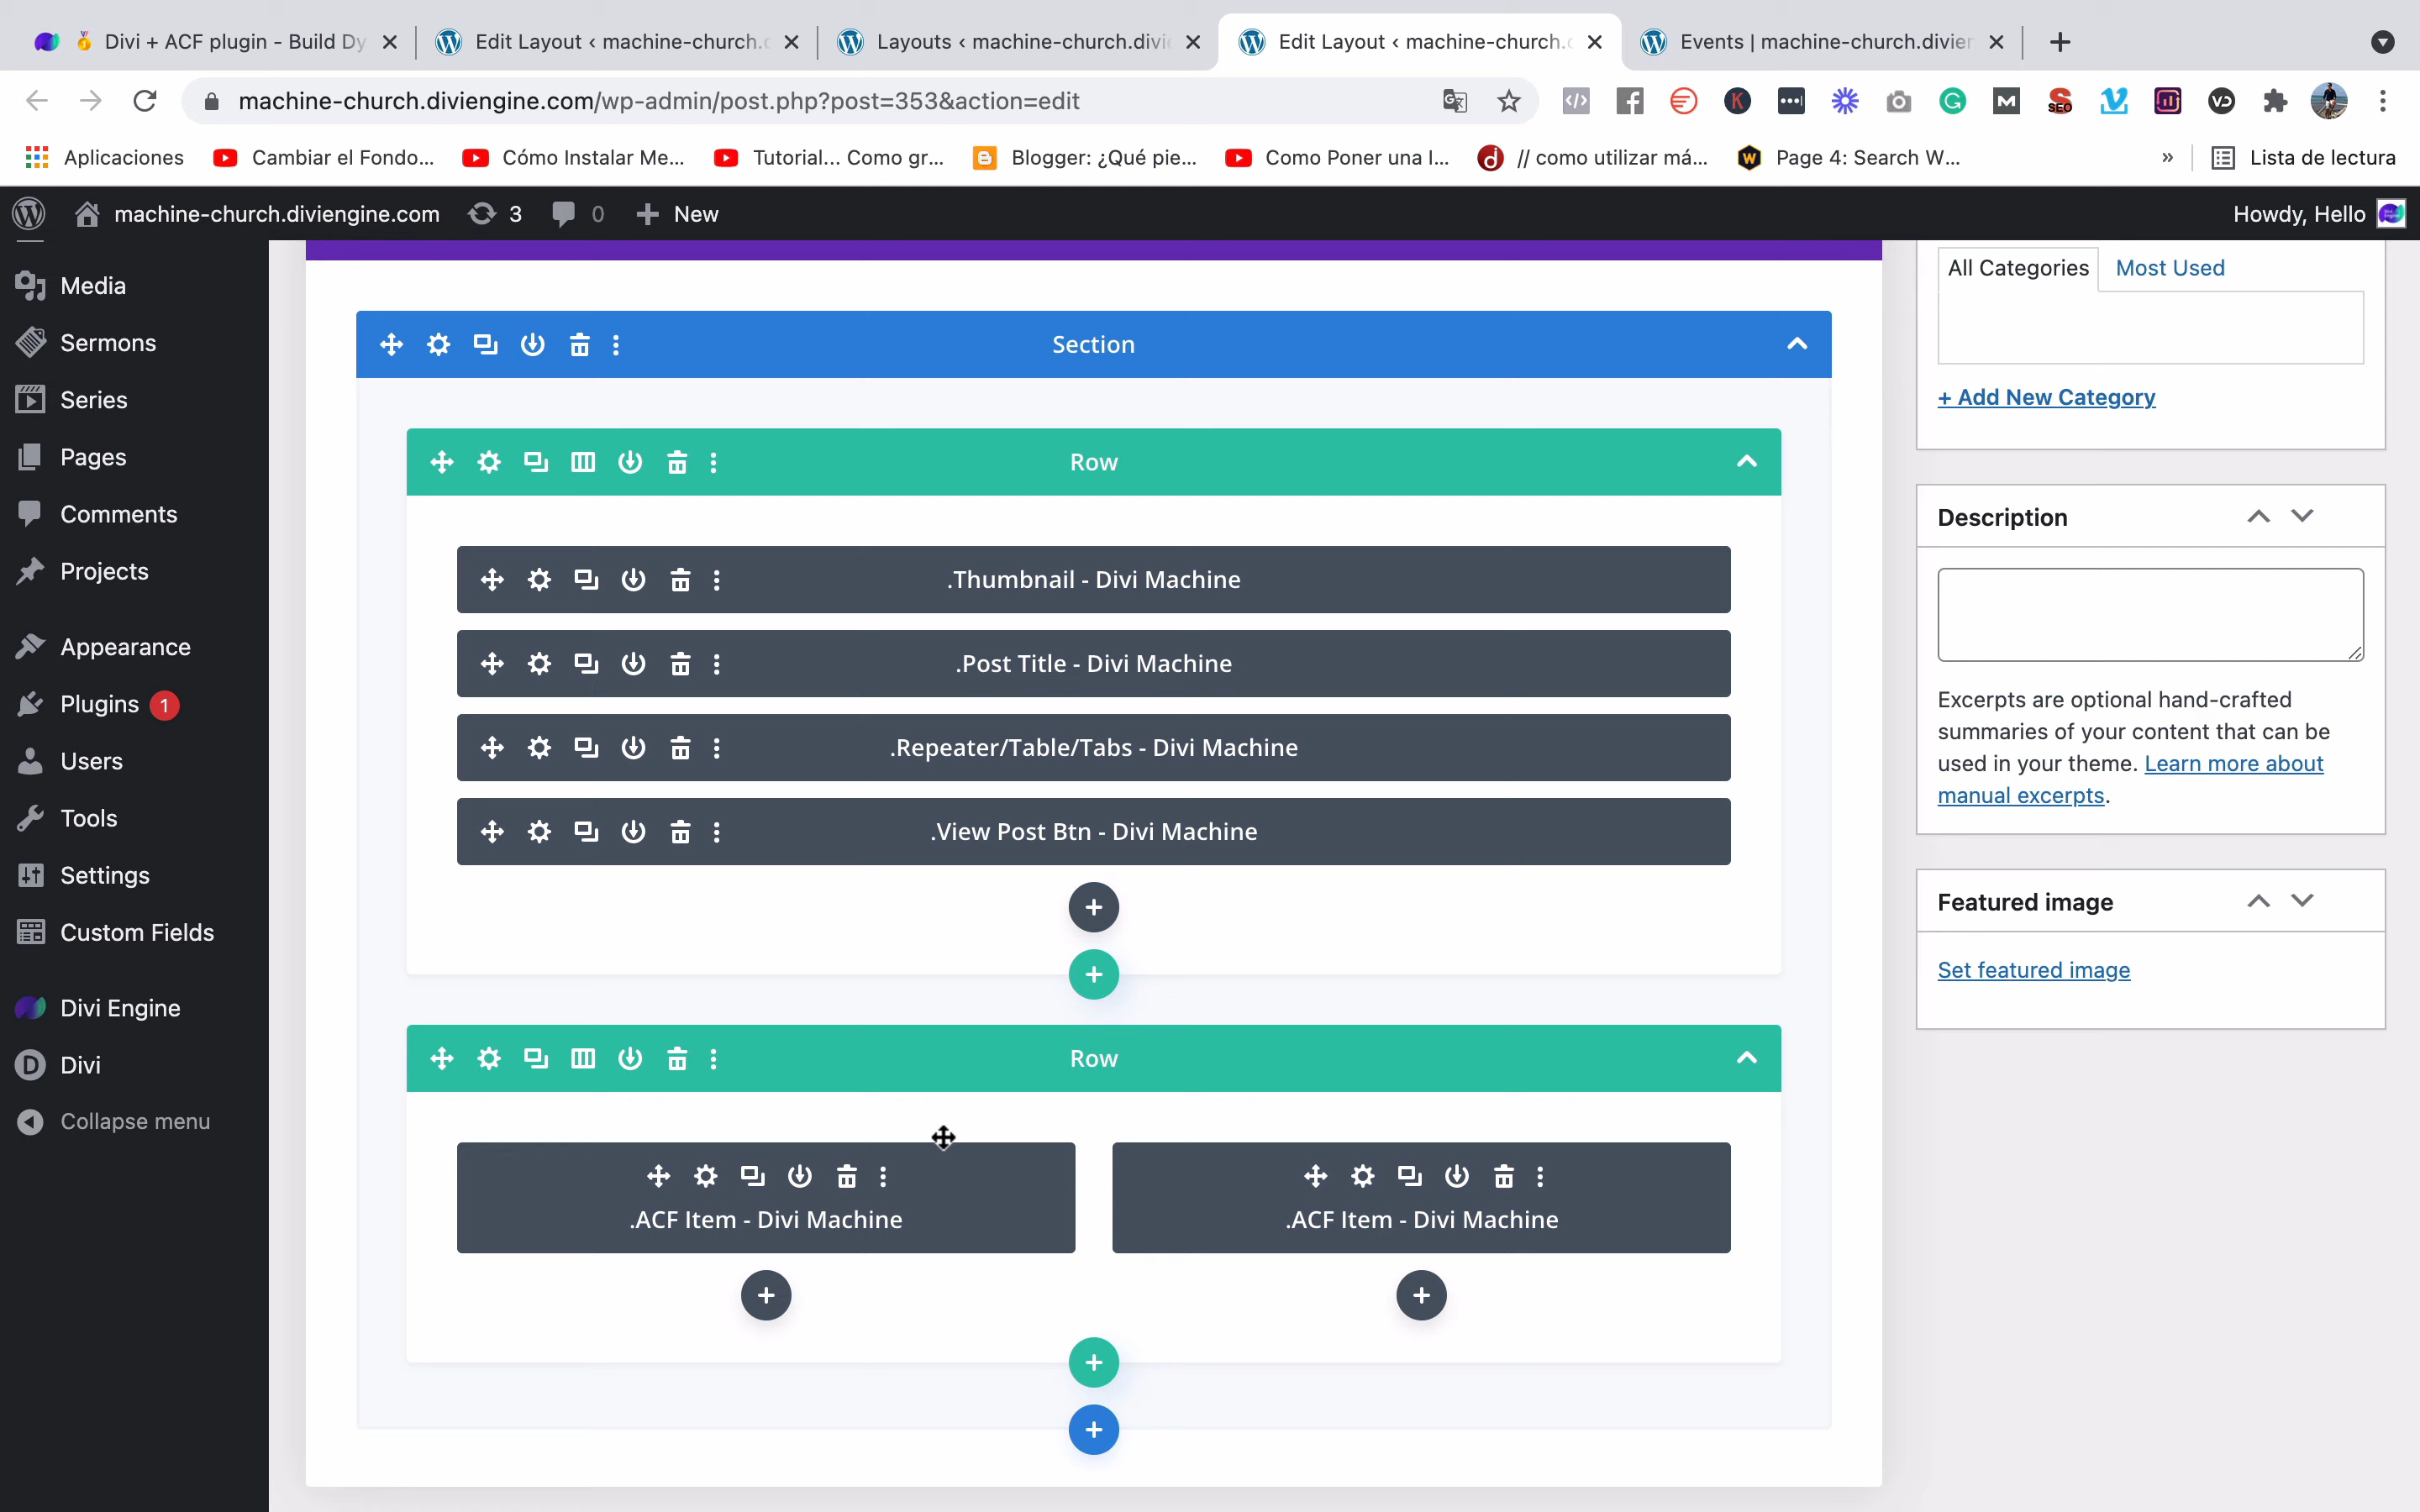 Divi + ACF plugin - Build Dy
Edit Layout ‹ machine-church.
Layouts ‹ machine-church.divi
Edit Layout ‹ machine-church.
Events | machine-church.divie
machine-church.diviengine.com/wp-admin/post.php?post=353&action=edit
SEO
Aplicaciones
Cambiar el Fondo...
Cómo Instalar Me...
Tutorial... Como gr...
Blogger: ¿Qué pie...
Como Poner una I...
// como utilizar má...
Page 4: Search W...
»
Lista de lectura
machine-church.diviengine.com
3
0
New
Howdy, Hello
Media
Sermons
Series
Pages
Comments
Projects
Appearance
Plugins 1
Users
Tools
Settings
Custom Fields
Divi Engine
Divi
Collapse menu
Section
Row
.Thumbnail - Divi Machine
.Post Title - Divi Machine
.Repeater/Table/Tabs - Divi Machine
.View Post Btn - Divi Machine
Row
.ACF Item - Divi Machine
.ACF Item - Divi Machine
All Categories
Most Used
+ Add New Category
Description
Excerpts are optional hand-crafted
summaries of your content that can be
used in your theme. Learn more about
manual excerpts.
Featured image
Set featured image